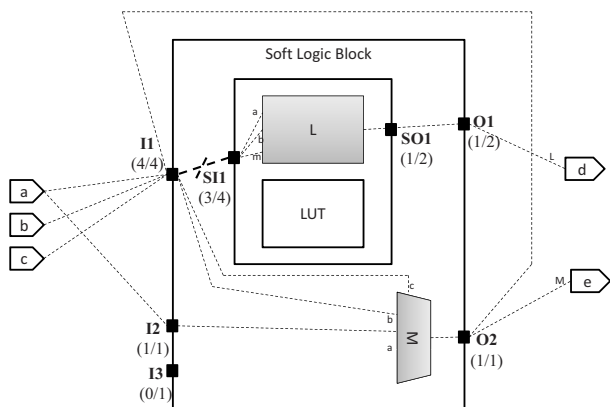 Soft Logic Block
a
L
b
m
I1
(4/4)
SI1
(3/4)
SO1
(1/2)
O1
(1/2)
L
d
a
b
c
LUT
c
b
a
M
M
e
I2
(1/1)
I3
(0/1)
O2
(1/1)